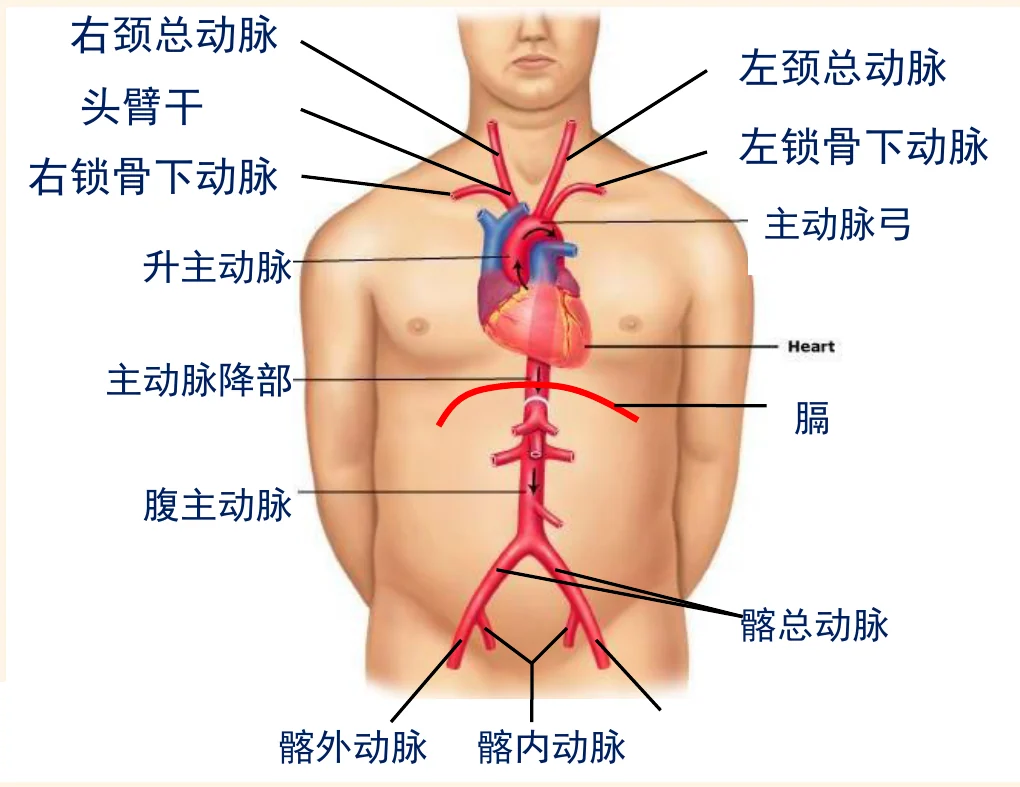 右颈总动脉
左颈总动脉
头臂干
左锁骨下动脉
右锁骨下动脉
主动脉弓
升主动脉
Heart
主动脉降部
膈
腹主动脉
髂总动脉
髂外动脉
髂内动脉